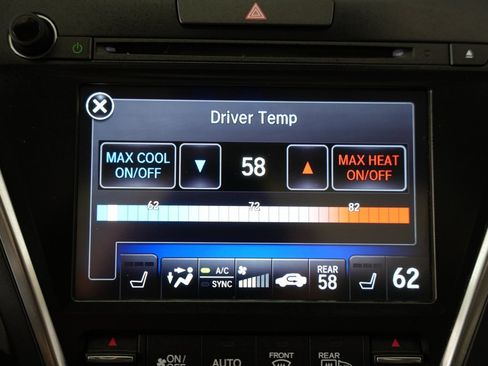 Driver Temp
MAX COOL
ON/OFF
58
MAX HEAT
ON/OFF
62 72 82
A/C
SYNC
REAR
58
62
ON/
OFF
AUTO
FRONT
REAR